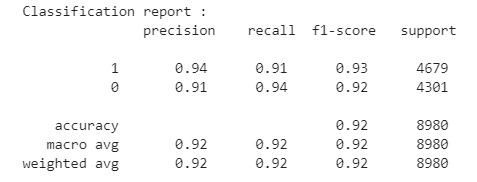 Classification report :
precision recall f1-score support
1 0.94 0.91 0.93 4679
0 0.91 0.94 0.92 4301
accuracy 0.92 8980
macro avg 0.92 0.92 0.92 8980
weighted avg 0.92 0.92 0.92 8980